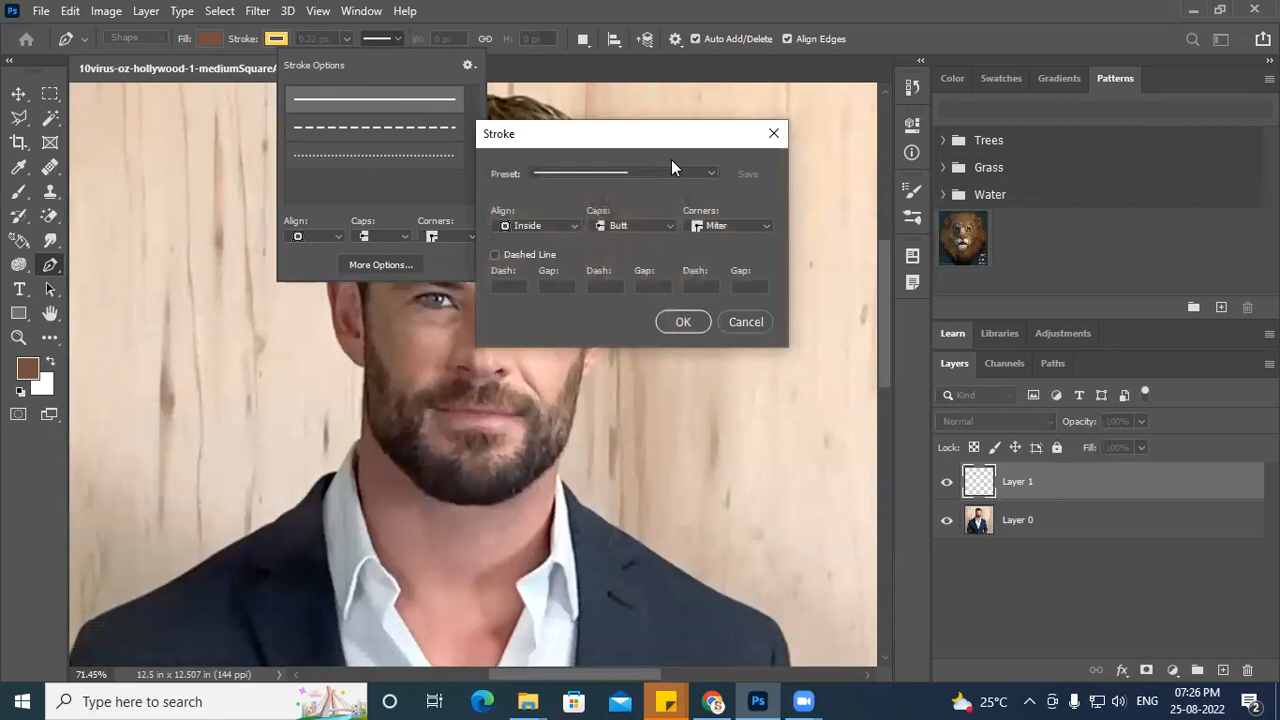 Ps File Edit Image Layer Type Select Filter 3D View Window Help
Shape Fill: Stroke: 0.22 px W: 0 px H: 0 px Auto Add/Delete Align Edges
10virus-oz-hollywood-1-mediumSquareA
Stroke Options
Align: Caps: Corners:
More Options...
Stroke
Preset: Save
Align: Caps: Corners:
Inside Butt Miter
Dashed Line
Dash: Gap: Dash: Gap: Dash: Gap:
OK Cancel
Color Swatches Gradients Patterns
Trees
Grass
Water
Learn Libraries Adjustments
Layers Channels Paths
Kind
Normal Opacity: 100%
Lock: Fill: 100%
Layer 1
Layer 0
71.45% 12.5 in x 12.507 in (144 ppi)
Type here to search
Ps
25°C ENG 07:26 PM
25-08-2022
2